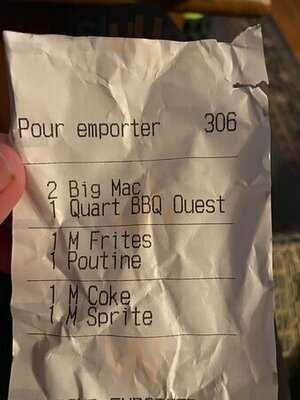 Pour emporter 306
2 Big Mac
1 Quart BBQ Ouest
1 M Frites
1 Poutine
1 M Coke
1 M Sprite